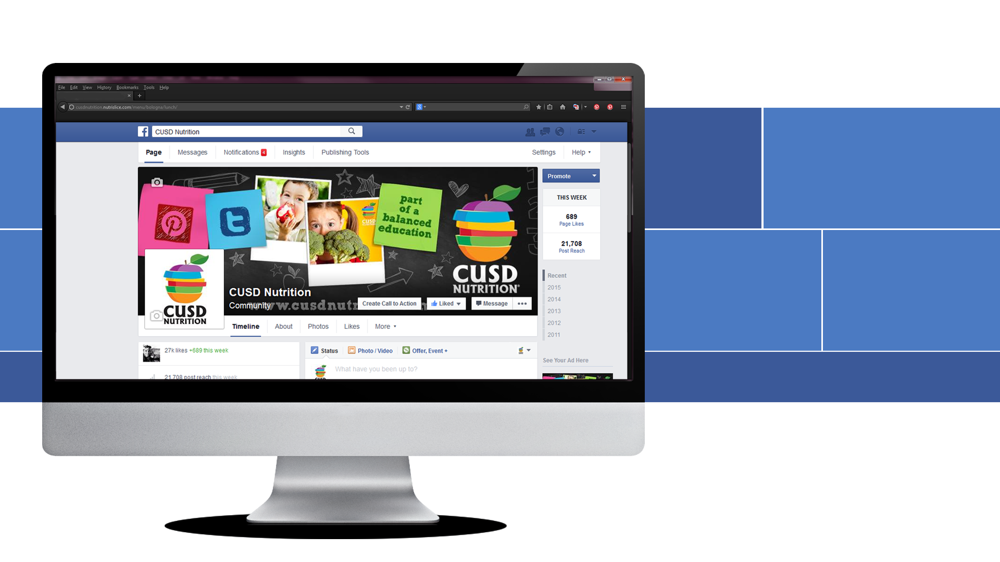 File Edit View History Bookmarks Tools Help
cusdnutrition.nutrislice.com/menu/bologna/lunch/
CUSD Nutrition
Page Messages Notifications 4 Insights Publishing Tools Settings Help
Promote
THIS WEEK
689
Page Likes
21,708
Post Reach
part
of a
balanced
education
CUSD
NUTRITION
CUSD
NUTRITION®
CUSD
NUTRITION
CUSD Nutrition
Community
www.cusdnutr
Create Call to Action Liked Message
Recent
2015
2014
2013
2012
2011
Timeline About Photos Likes More
27k likes +689 this week
21,708 post reach this week
Status Photo / Video Offer, Event +
What have you been up to?
See Your Ad Here